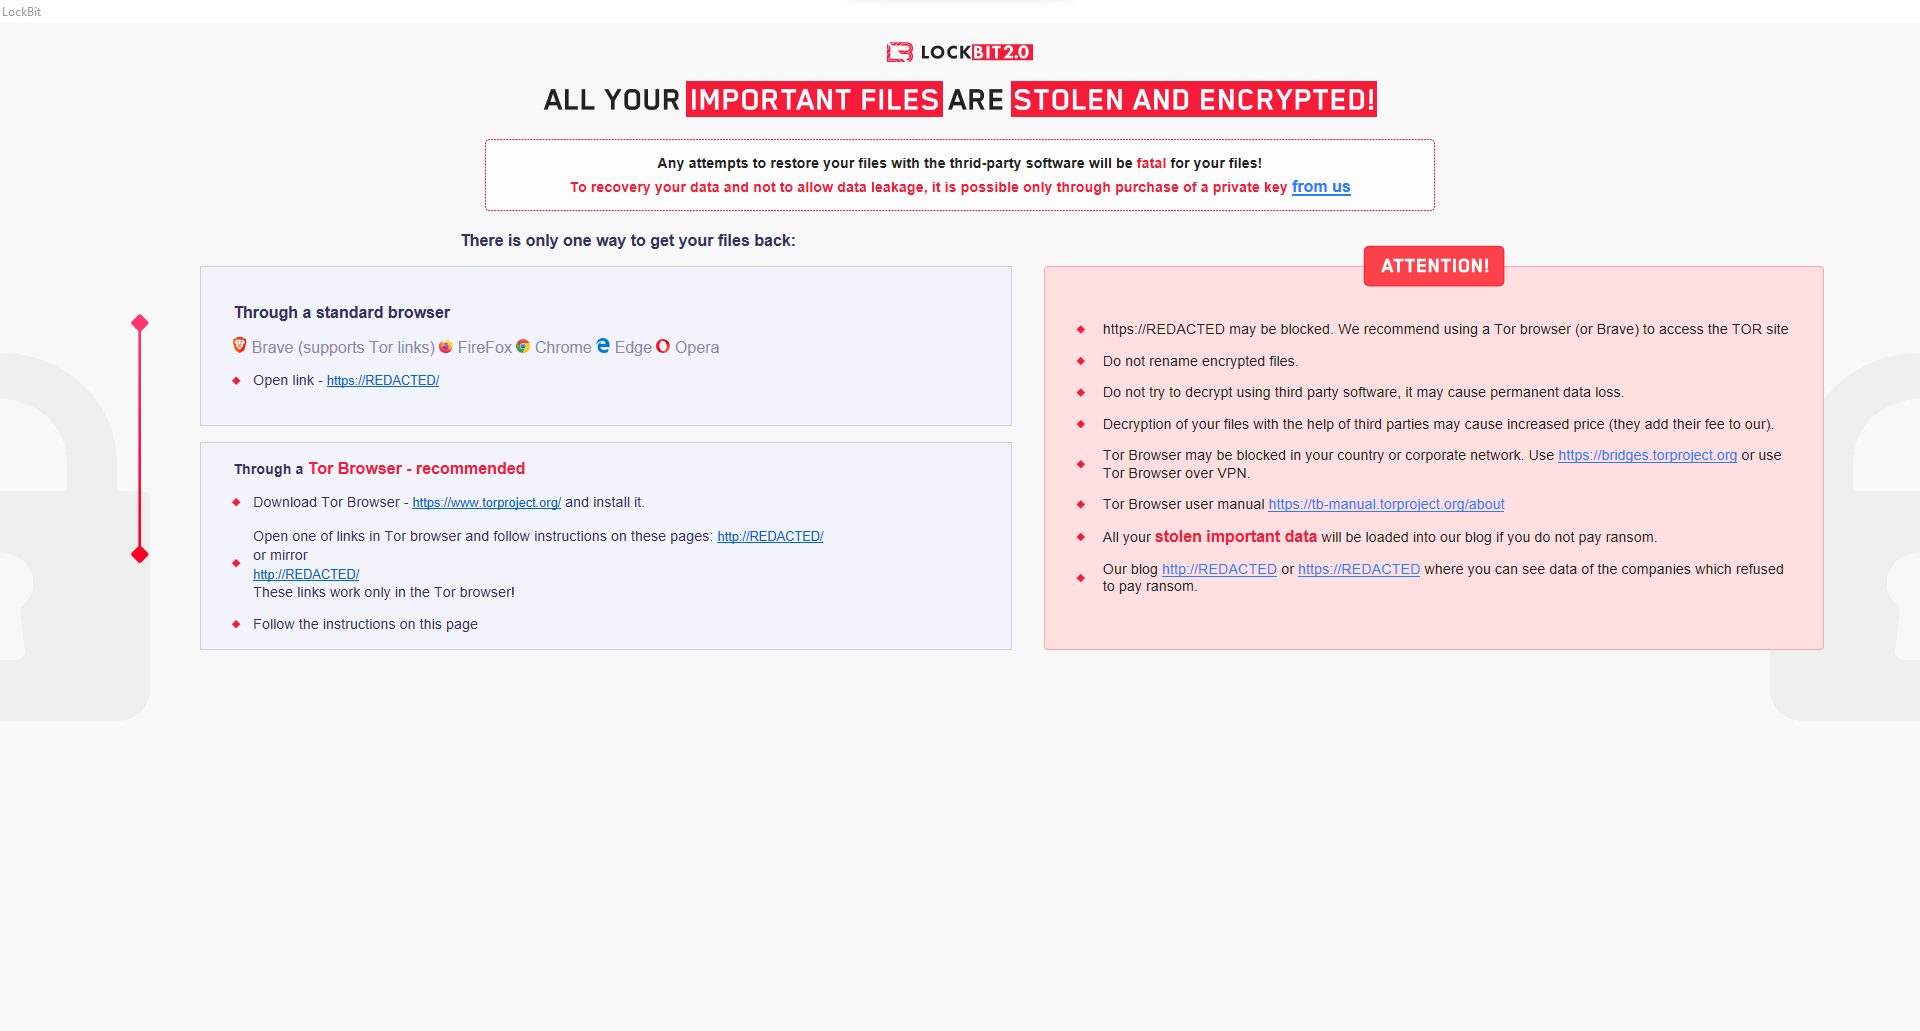 LockBit
LOCKBIT2.0
ALL YOUR IMPORTANT FILES ARE STOLEN AND ENCRYPTED!
Any attempts to restore your files with the thrid-party software will be fatal for your files!
To recovery your data and not to allow data leakage, it is possible only through purchase of a private key from us
There is only one way to get your files back:
Through a standard browser
Brave (supports Tor links) FireFox Chrome Edge Opera
Open link - https://REDACTED/
Through a Tor Browser - recommended
Download Tor Browser - https://www.torproject.org/ and install it.
Open one of links in Tor browser and follow instructions on these pages: http://REDACTED/
or mirror
http://REDACTED/
These links work only in the Tor browser!
Follow the instructions on this page
ATTENTION!
https://REDACTED may be blocked. We recommend using a Tor browser (or Brave) to access the TOR site
Do not rename encrypted files.
Do not try to decrypt using third party software, it may cause permanent data loss.
Decryption of your files with the help of third parties may cause increased price (they add their fee to our).
Tor Browser may be blocked in your country or corporate network. Use https://bridges.torproject.org or use
Tor Browser over VPN.
Tor Browser user manual https://tb-manual.torproject.org/about
All your stolen important data will be loaded into our blog if you do not pay ransom.
Our blog http://REDACTED or https://REDACTED where you can see data of the companies which refused
to pay ransom.